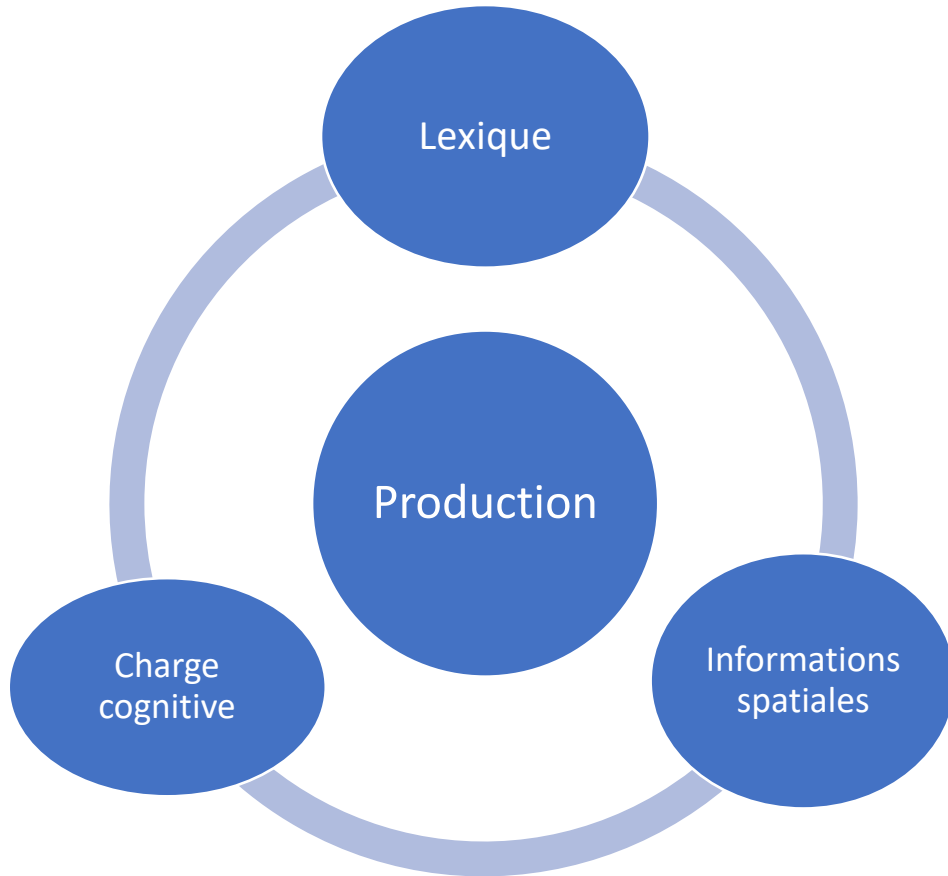 Lexique
Production
Charge
cognitive
Informations
spatiales